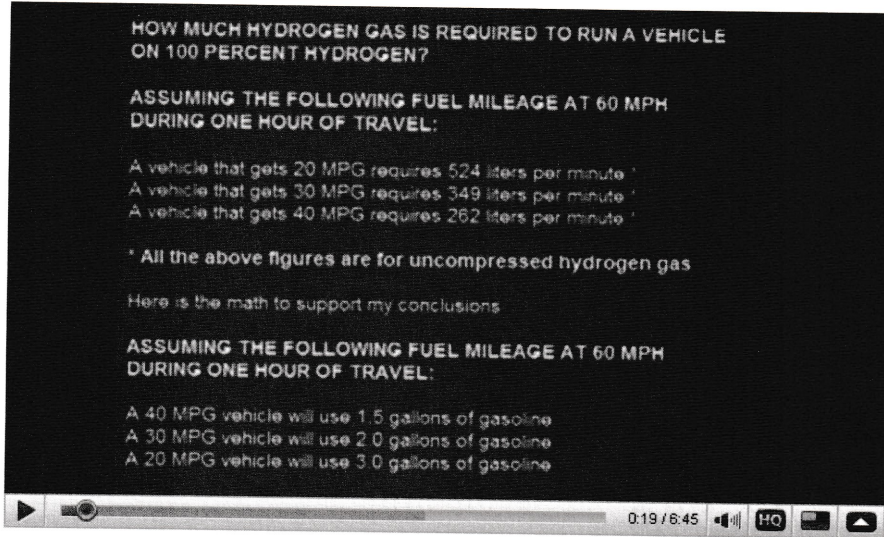 HOW MUCH HYDROGEN GAS IS REQUIRED TO RUN A VEHICLE
ON 100 PERCENT HYDROGEN?
ASSUMING THE FOLLOWING FUEL MILEAGE AT 60 MPH
DURING ONE HOUR OF TRAVEL:
A vehicle that gets 20 MPG requires 524 liters per minute *
A vehicle that gets 30 MPG requires 349 liters per minute *
A vehicle that gets 40 MPG requires 262 liters per minute *
* All the above figures are for uncompressed hydrogen gas
Here is the math to support my conclusions
ASSUMING THE FOLLOWING FUEL MILEAGE AT 60 MPH
DURING ONE HOUR OF TRAVEL:
A 40 MPG vehicle will use 1.5 gallons of gasoline
A 30 MPG vehicle will use 2.0 gallons of gasoline
A 20 MPG vehicle will use 3.0 gallons of gasoline
0:19 / 6:45 HQ